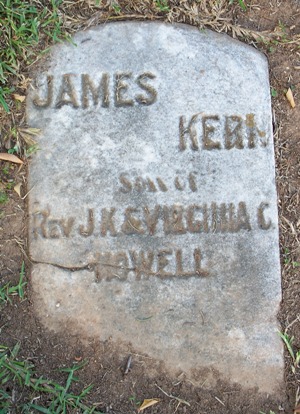 JAMES
KERN
Son of
REV J.K. & VIRGINIA C.
HOWELL